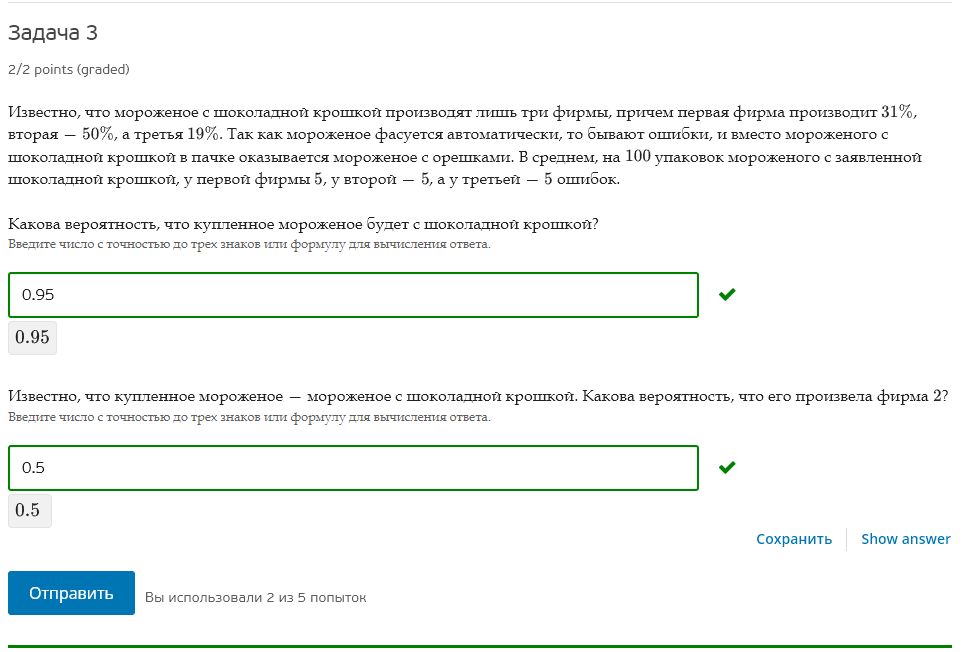 Задача 3
2/2 points (graded)
Известно, что мороженое с шоколадной крошкой производят лишь три фирмы, причем первая фирма производит 31%,
вторая — 50%, а третья 19%. Так как мороженое фасуется автоматически, то бывают ошибки, и вместо мороженого с
шоколадной крошкой в пачке оказывается мороженое с орешками. В среднем, на 100 упаковок мороженого с заявленной
шоколадной крошкой, у первой фирмы 5, у второй — 5, а у третьей — 5 ошибок.
Какова вероятность, что купленное мороженое будет с шоколадной крошкой?
Введите число с точностью до трех знаков или формулу для вычисления ответа.
0.95
0.95
Известно, что купленное мороженое — мороженое с шоколадной крошкой. Какова вероятность, что его произвела фирма 2?
Введите число с точностью до трех знаков или формулу для вычисления ответа.
0.5
0.5
Сохранить Show answer
Отправить Вы использовали 2 из 5 попыток